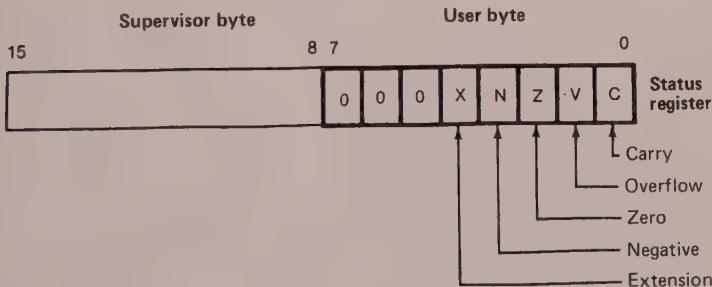 Supervisor byte
User byte
15
8 7
0
0 0 0 X N Z V C
Status
register
Carry
Overflow
Zero
Negative
Extension